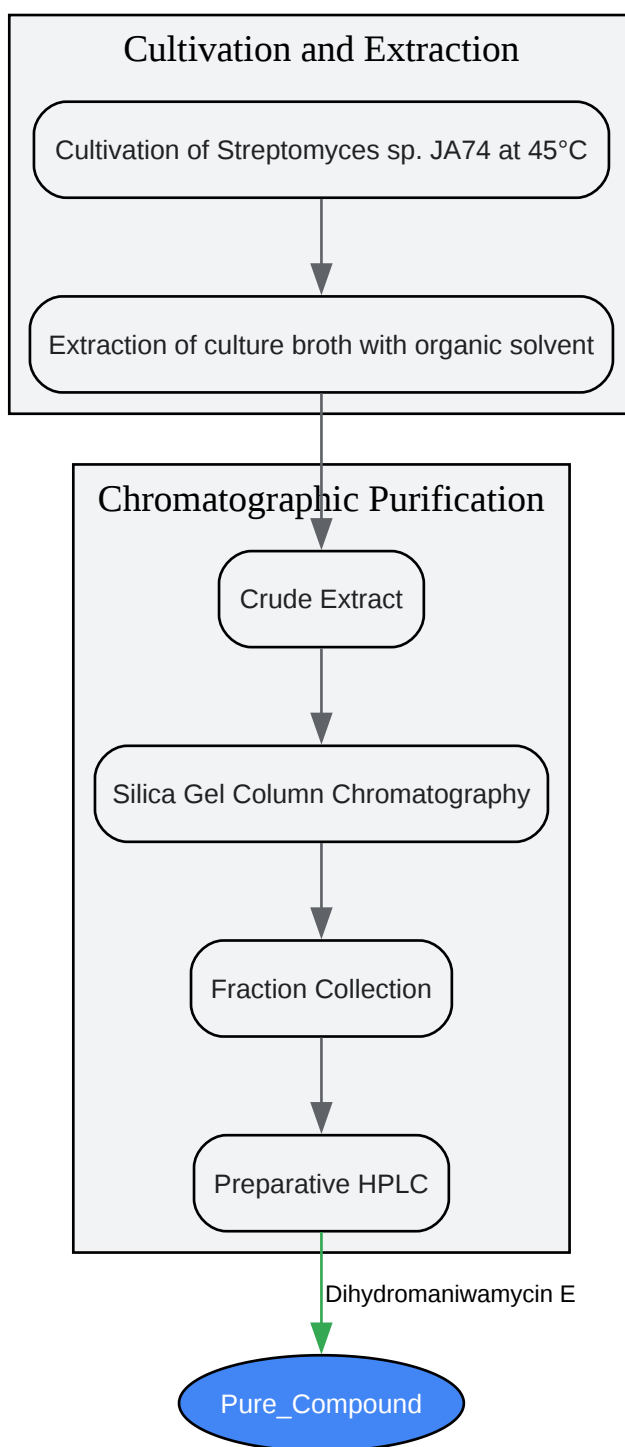 Cultivation and Extraction
Cultivation of Streptomyces sp. JA74 at 45°C
Extraction of culture broth with organic solvent
Chromatographic Purification
Crude Extract
Silica Gel Column Chromatography
Fraction Collection
Preparative HPLC
Dihydromaniwamycin E
Pure_Compound